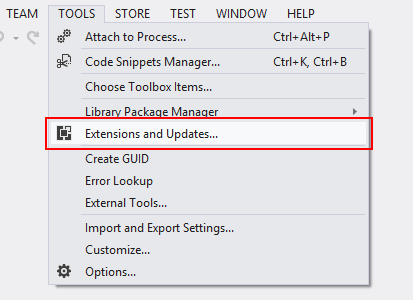 TEAM TOOLS STORE TEST WINDOW HELP
Attach to Process... Ctrl+Alt+P
Code Snippets Manager... Ctrl+K, Ctrl+B
Choose Toolbox Items...
Library Package Manager
Extensions and Updates...
Create GUID
Error Lookup
External Tools...
Import and Export Settings...
Customize...
Options...